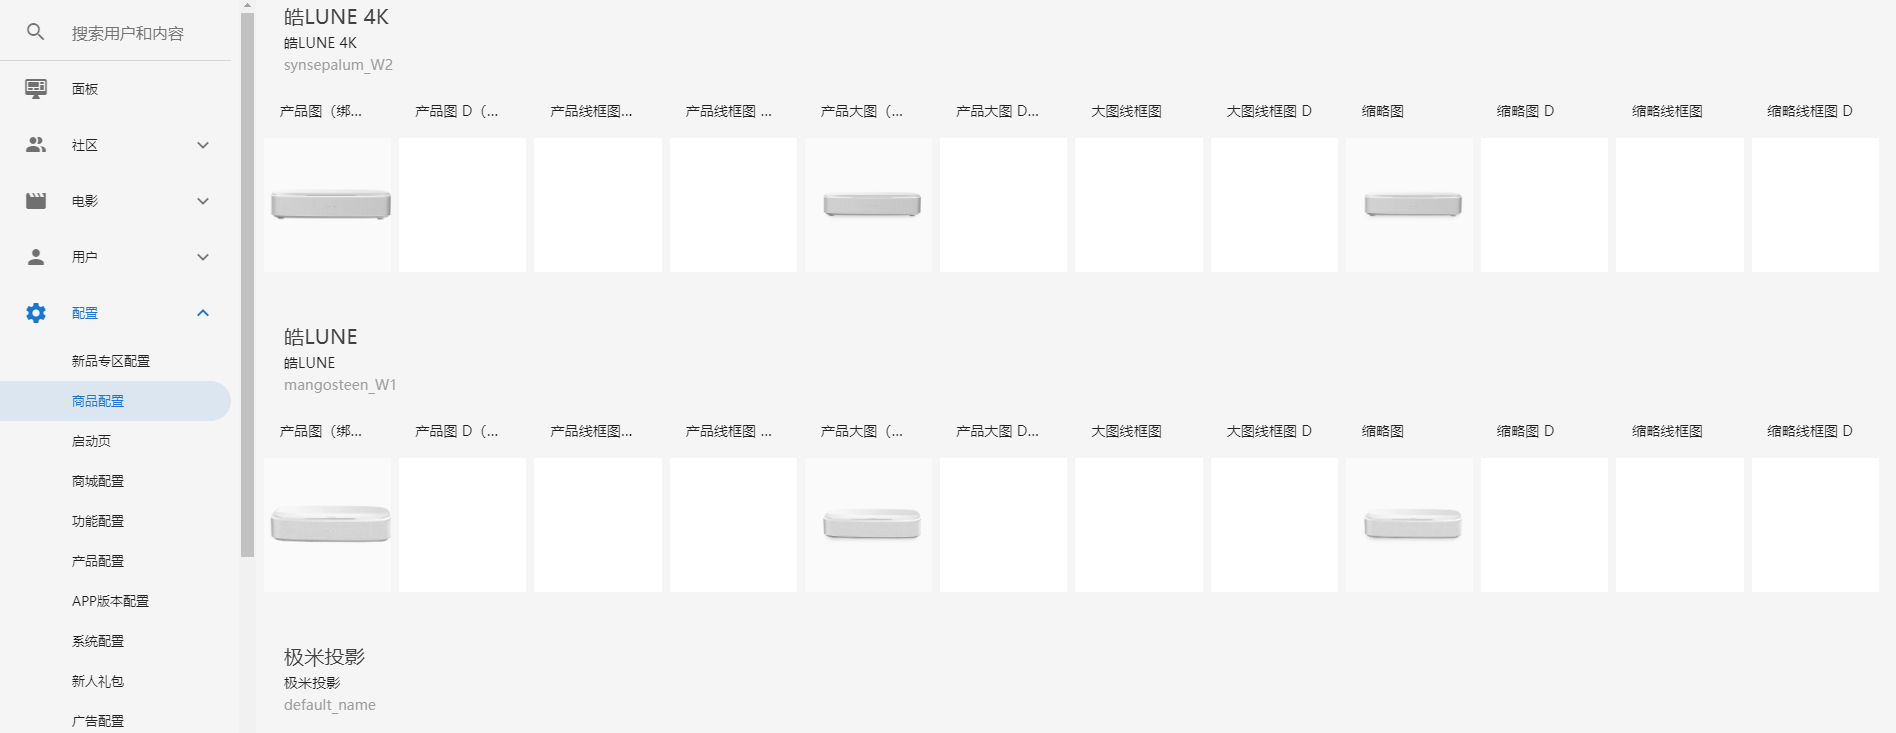 搜索用户和内容
面板
社区
电影
用户
配置
新品专区配置
商品配置
启动页
商城配置
功能配置
产品配置
APP版本配置
系统配置
新人礼包
广告配置
皓LUNE 4K
皓LUNE 4K
synsepalum_W2
产品图（绑... 产品图 D（... 产品线框图... 产品线框图 ... 产品大图（... 产品大图 D... 大图线框图 大图线框图 D 缩略图 缩略图 D 缩略线框图 缩略线框图 D
皓LUNE
皓LUNE
mangosteen_W1
产品图（绑... 产品图 D（... 产品线框图... 产品线框图 ... 产品大图（... 产品大图 D... 大图线框图 大图线框图 D 缩略图 缩略图 D 缩略线框图 缩略线框图 D
极米投影
极米投影
default_name